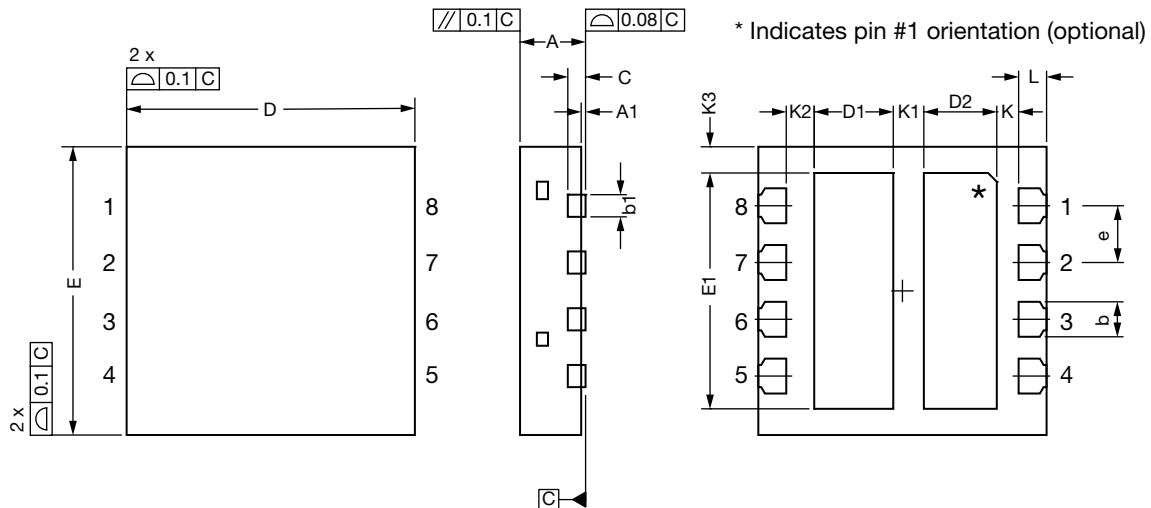 // 0.1 C
A
⌓ 0.08 C
* Indicates pin #1 orientation (optional)
2 x
⌓ 0.1 C
D
C
A1
K3
K2
D1
K1
D2
K
L
1
2
3
4
E
8
7
6
5
b1
8
7
6
5
E1
*
1
2
3
4
e
b
2 x
⌓ 0.1 C
C